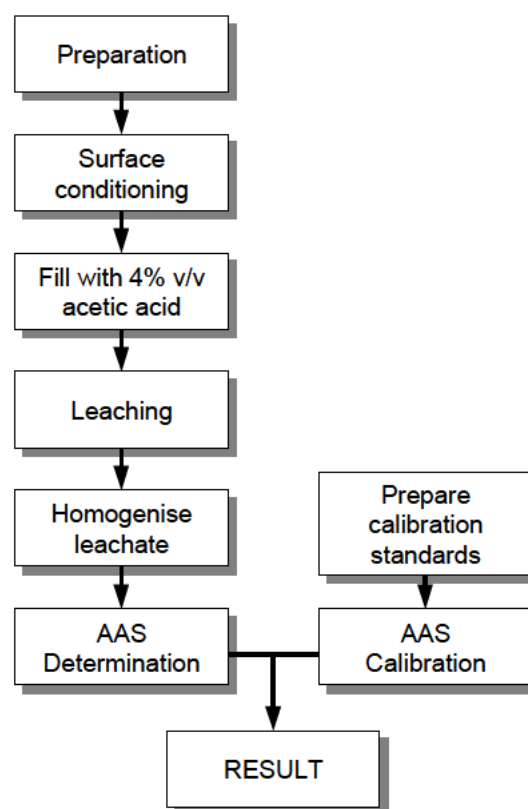 Preparation
Surface
conditioning
Fill with 4% v/v
acetic acid
Leaching
Homogenise
leachate
Prepare
calibration
standards
AAS
Determination
AAS
Calibration
RESULT